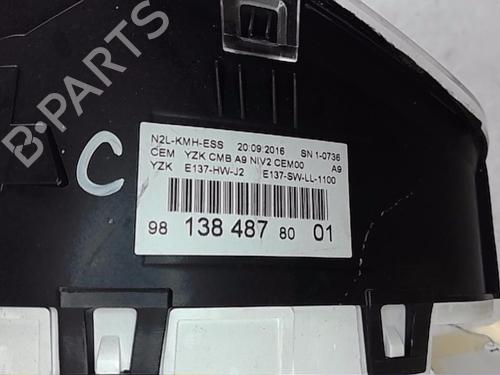 N2L-KMH-ESS 20:09:2016 SN 1-0736
CEM YZK CMB A9 NIV2 CEM00 A9
YZK E137-HW-J2 E137-SW-LL-1100
98 138 487 80 01
C
B-PARTS